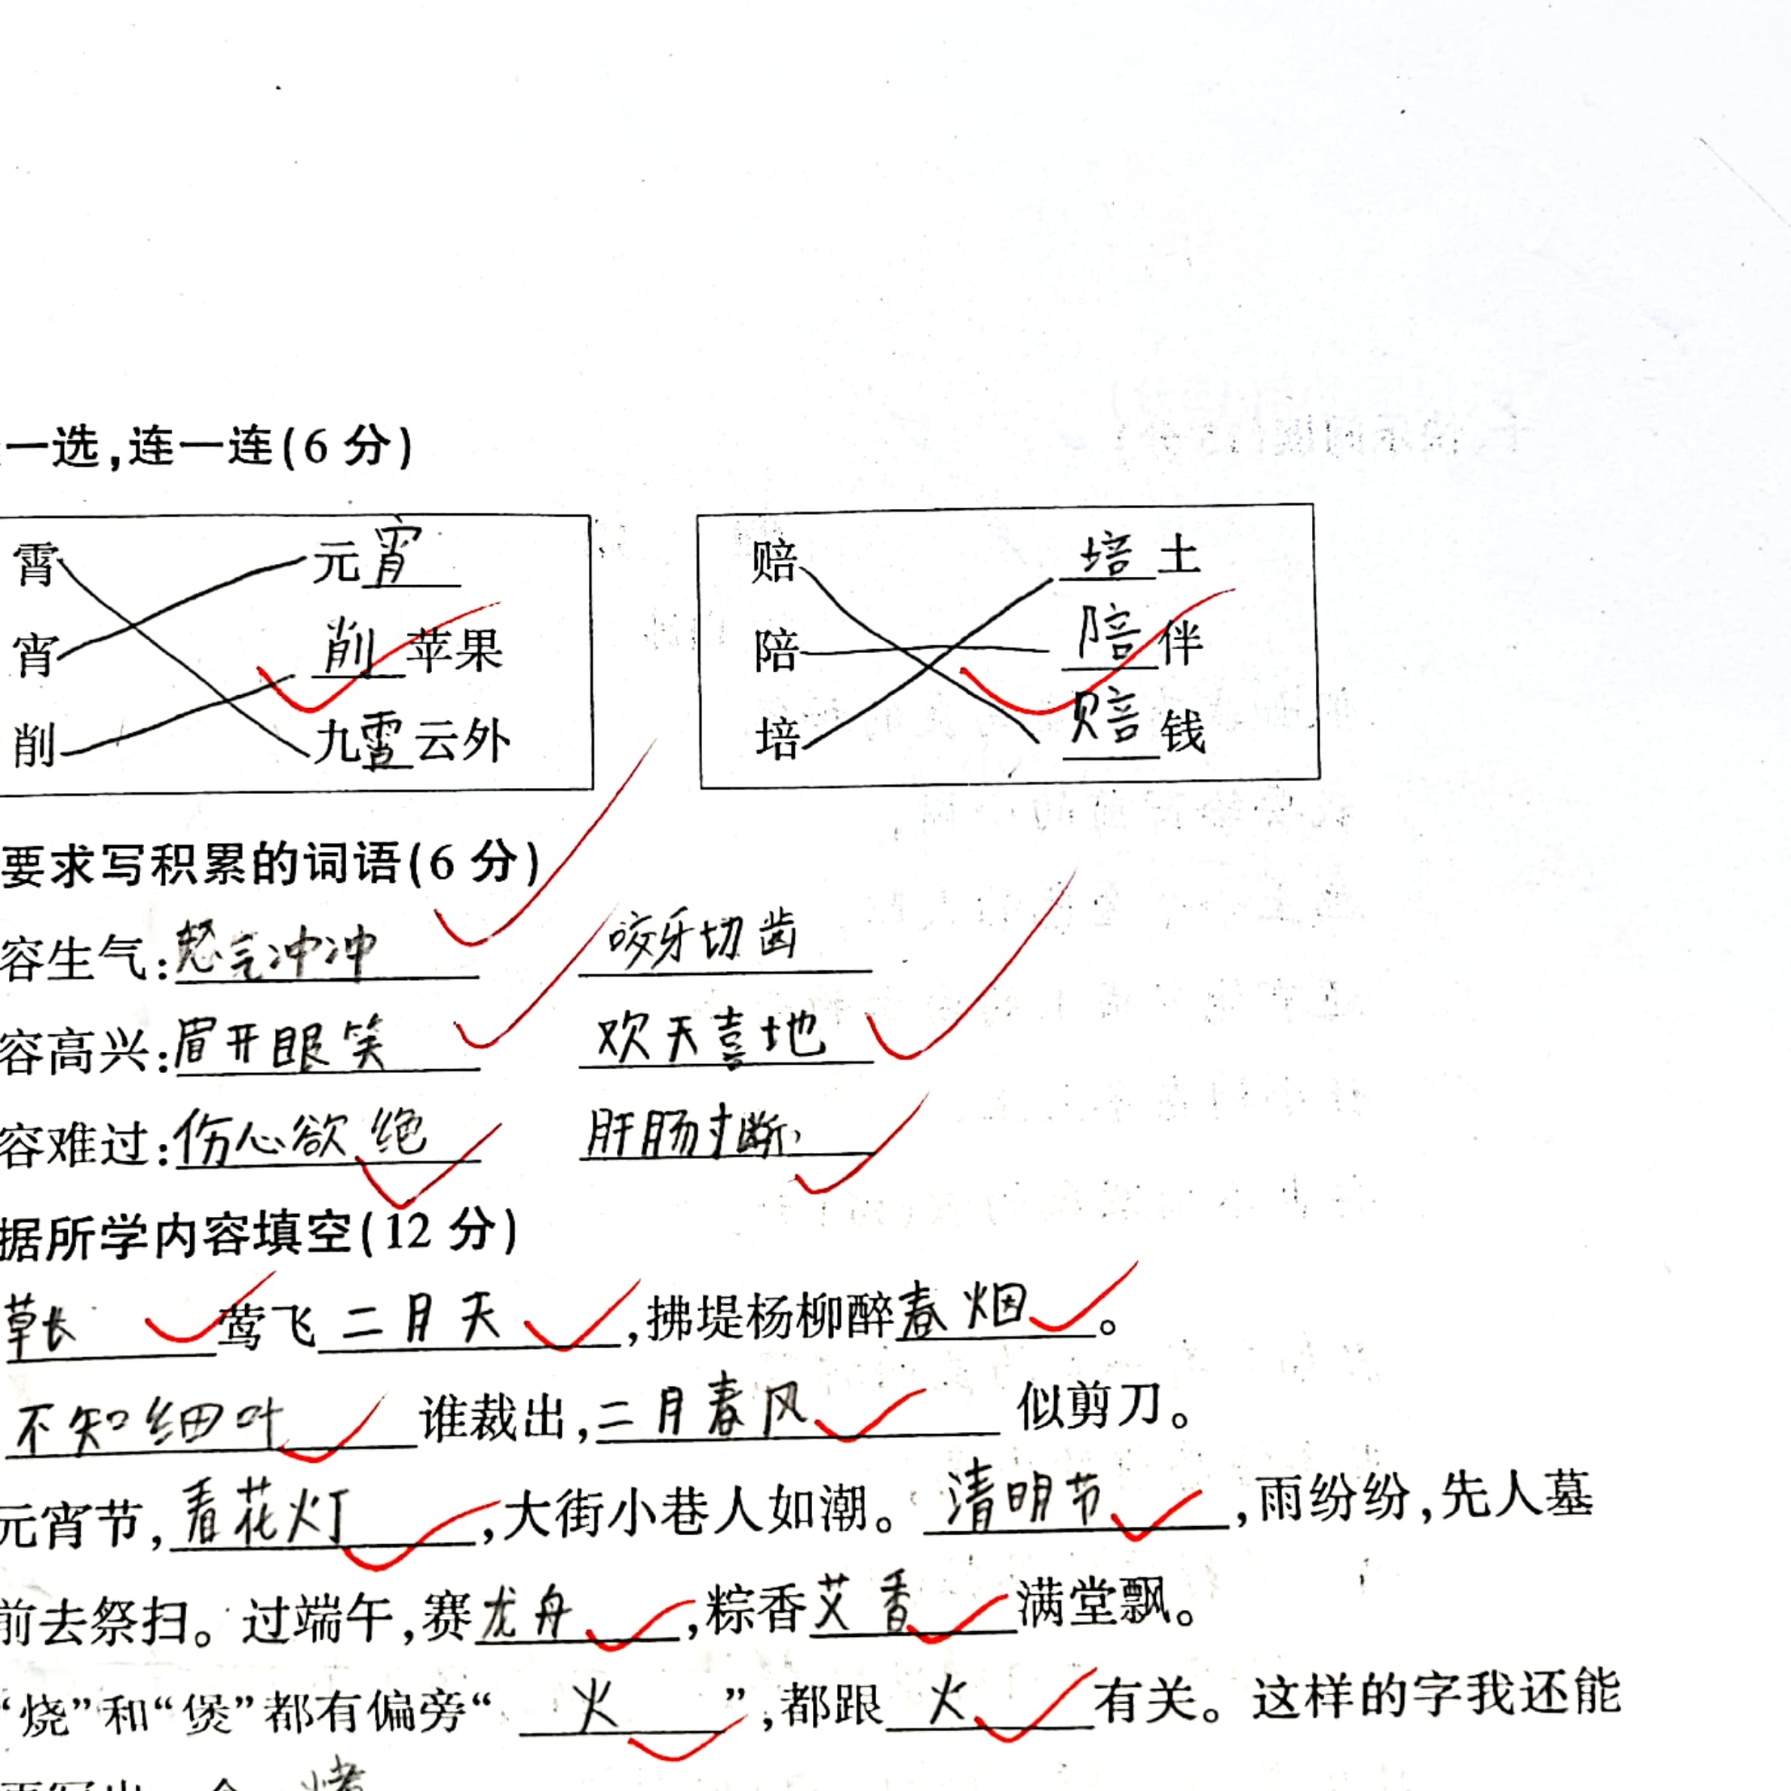 一选,连一连(6分)
霄 元宵 赔 培土
宵 削苹果 陪 陪伴
削 九霄云外 培 赔钱
要求写积累的词语(6分)
容生气:怒气冲冲 咬牙切齿
容高兴:眉开眼笑 欢天喜地
容难过:伤心欲绝 肝肠寸断
据所学内容填空(12分)
草长莺飞二月天,拂堤杨柳醉春烟。
不知细叶谁裁出,二月春风似剪刀。
元宵节,看花灯,大街小巷人如潮。清明节,雨纷纷,先人墓
前去祭扫。过端午,赛龙舟,粽香艾香满堂飘。
“烧”和“煲”都有偏旁“火”,都跟火有关。这样的字我还能